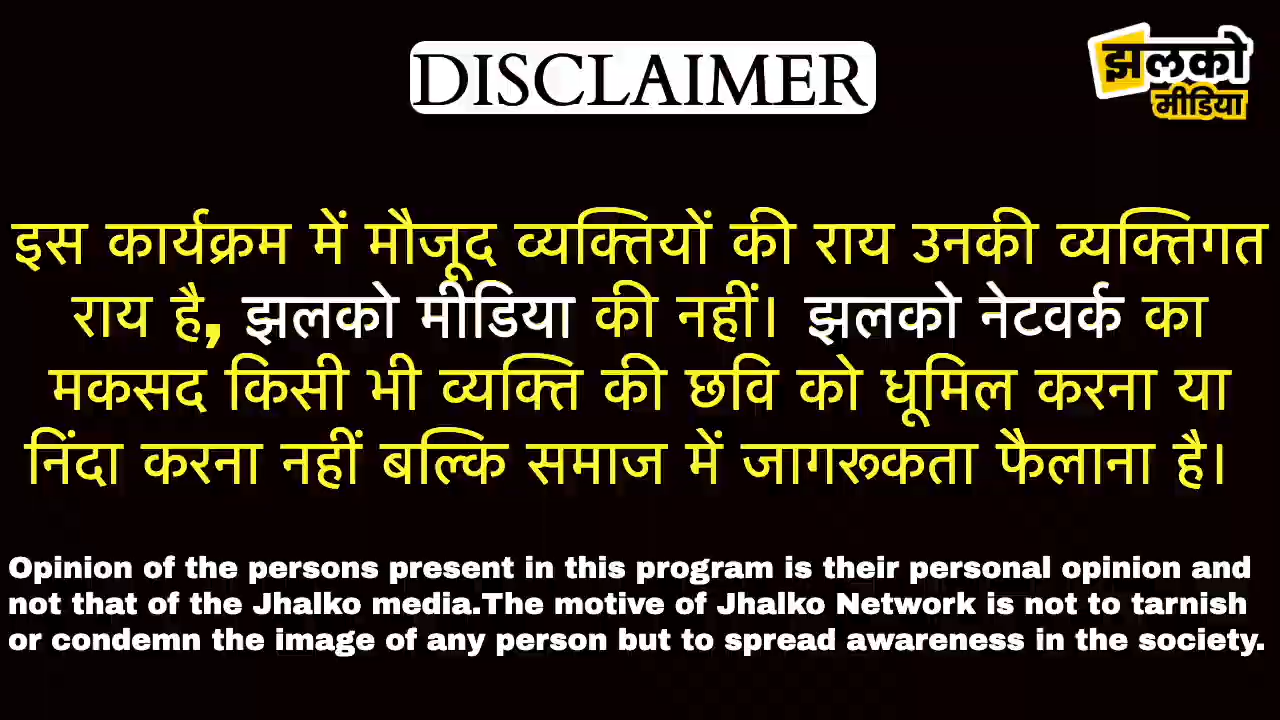 DISCLAIMER
झलको
मीडिया
इस कार्यक्रम में मौजूद व्यक्तियों की राय उनकी व्यक्तिगत
राय है, झलको मीडिया की नहीं। झलको नेटवर्क का
मकसद किसी भी व्यक्ति की छवि को धूमिल करना या
निंदा करना नहीं बल्कि समाज में जागरूकता फैलाना है।
Opinion of the persons present in this program is their personal opinion and
not that of the Jhalko media.The motive of Jhalko Network is not to tarnish
or condemn the image of any person but to spread awareness in the society.